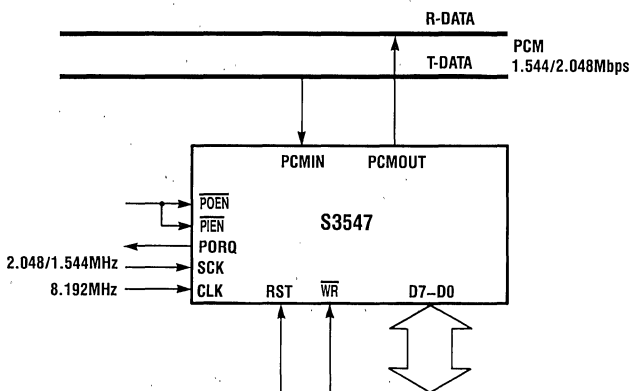 R-DATA
T-DATA
PCM
1.544/2.048Mbps
PCMIN
PCMOUT
POEN
PIEN
S3547
PORQ
2.048/1.544MHz
SCK
8.192MHz
CLK
RST
WR
D7–D0